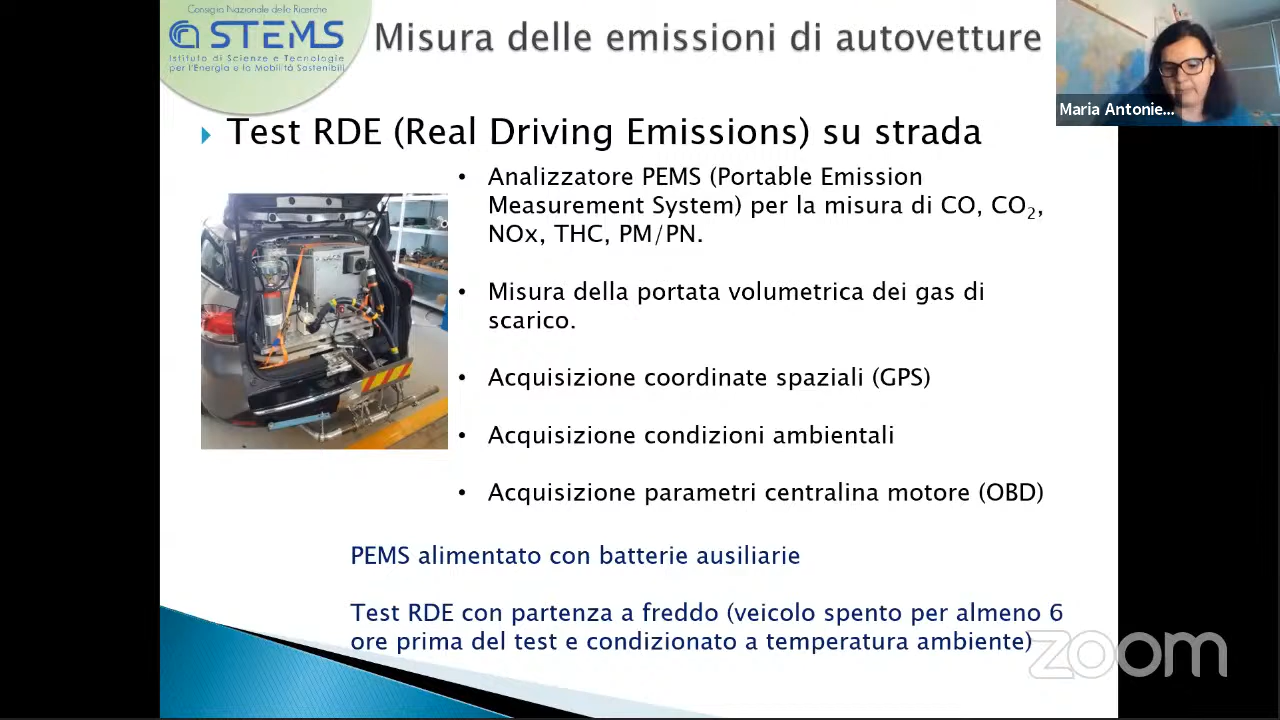 Consiglio Nazionale delle Ricerche
STEMS
Istituto di Scienze e Tecnologie
per l'Energia e la Mobilità Sostenibili
Misura delle emissioni di autovetture
Maria Antonie...
Test RDE (Real Driving Emissions) su strada
• Analizzatore PEMS (Portable Emission
Measurement System) per la misura di CO, CO₂,
NOx, THC, PM/PN.
• Misura della portata volumetrica dei gas di
scarico.
• Acquisizione coordinate spaziali (GPS)
• Acquisizione condizioni ambientali
• Acquisizione parametri centralina motore (OBD)
PEMS alimentato con batterie ausiliarie
Test RDE con partenza a freddo (veicolo spento per almeno 6
ore prima del test e condizionato a temperatura ambiente)
zoom